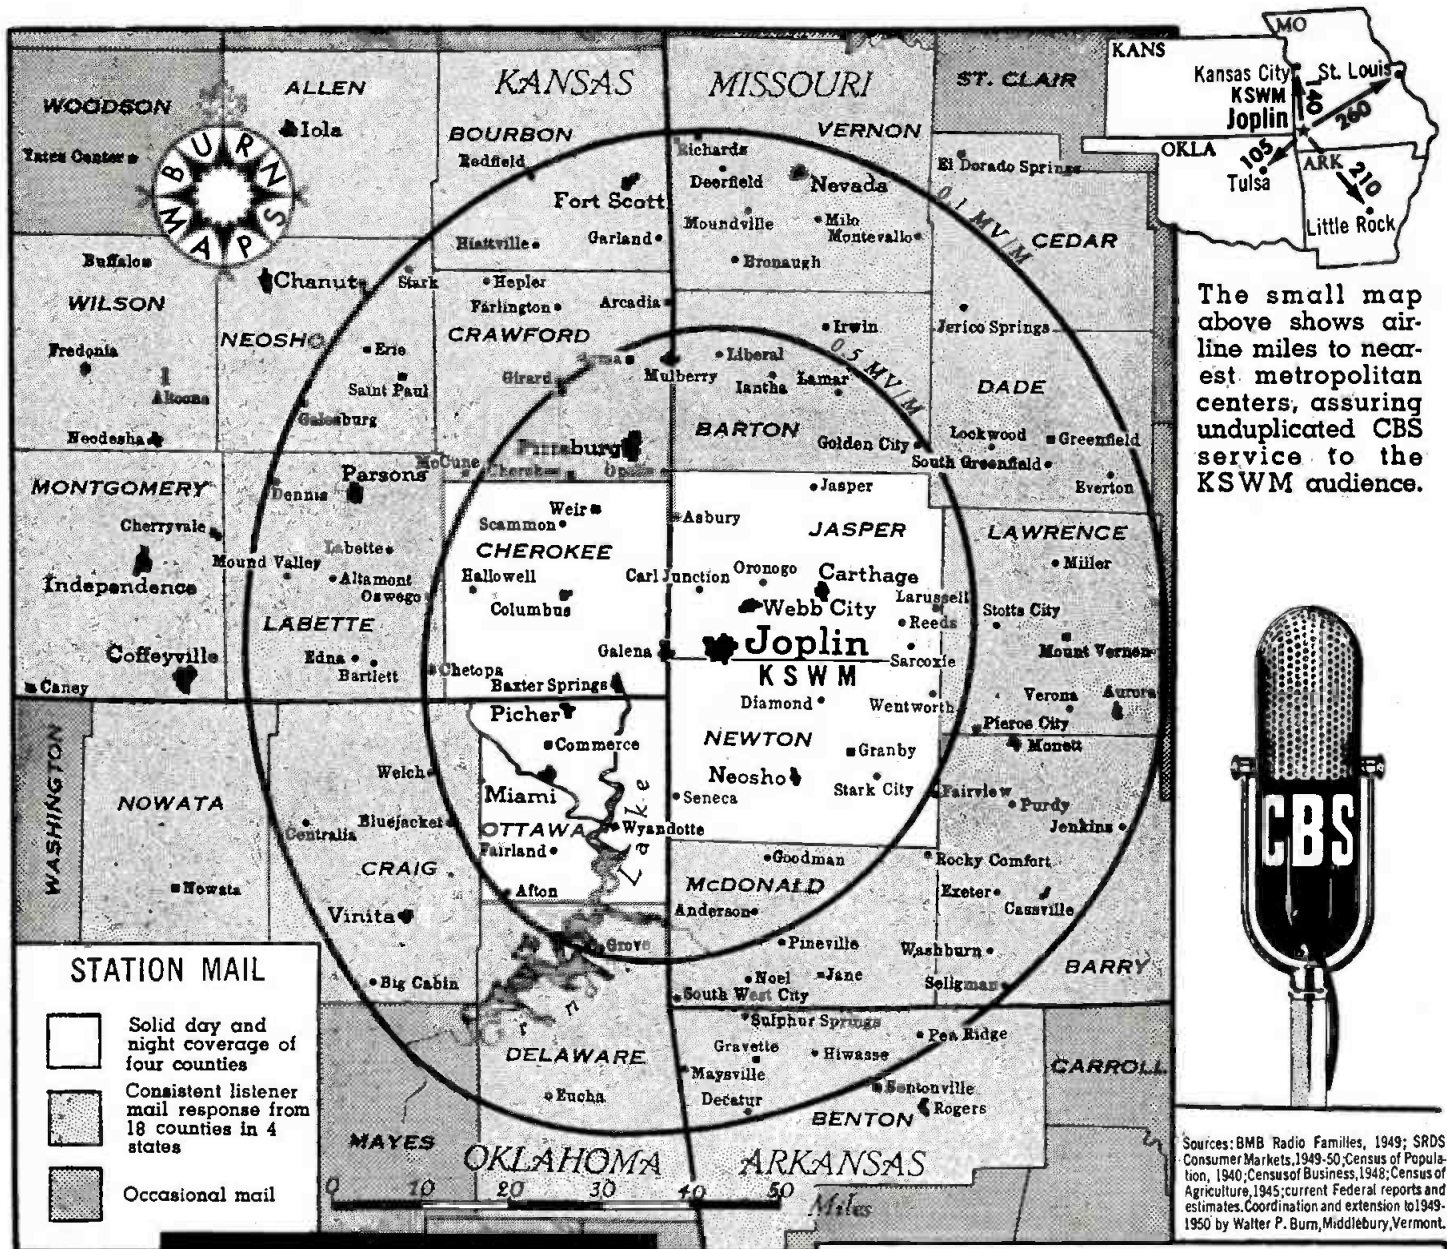 KANSAS
MISSOURI
WOODSON
ALLEN
ST. CLAIR
Iola
BOURBON
VERNON
Yates Center
Redfield
Richards
El Dorado Springs
BURN MAPS
Deerfield
Nevada
Fort Scott
0.1 MV/M
Moundville
Milo
Montevallo
CEDAR
Hiattville
Garland
Buffalo
Bronaugh
Chanute
Stark
Hepler
WILSON
Farlington
Arcadia
NEOSHO
CRAWFORD
Irwin
Jerico Springs
Fredonia
Erie
Arma
Liberal
0.5 MV/M
Girard
Mulberry
Iantha
Lamar
DADE
Saint Paul
Altoona
Galesburg
BARTON
Golden City
Lockwood
Greenfield
Neodesha
Pittsburg
McCune
Cherokee
Opolis
South Greenfield
Parsons
Everton
MONTGOMERY
Dennis
Jasper
Weir
Scammon
Asbury
JASPER
LAWRENCE
Cherryvale
CHEROKEE
Labette
Mound Valley
Miller
Independence
Altamont
Oswego
Hallowell
Carl Junction
Oronogo
Carthage
Columbus
Webb City
Larussell
Stotts City
Reeds
LABETTE
Coffeyville
Edna
Bartlett
Galena
Joplin
KSWM
Sarcoxie
Mount Vernon
Caney
Chetopa
Baxter Springs
Diamond
Wentworth
Verona
Aurora
Picher
Pierce City
Commerce
NEWTON
Monett
Granby
WASHINGTON
NOWATA
Welch
Miami
Neosho
Stark City
Seneca
Fairview
Purdy
Centralia
Bluejacket
OTTAWA
Wyandotte
Jenkins
Lake
Fairland
Goodman
Rocky Comfort
CRAIG
Nowata
Afton
McDONALD
Exeter
Cassville
Vinita
Anderson
Grove
Pineville
Washburn
Big Cabin
Noel
Jane
BARRY
South West City
Seligman
Sulphur Springs
Pea Ridge
DELAWARE
Gravette
Hiwasse
CARROLL
Maysville
Eucha
Decatur
Bentonville
Rogers
BENTON
MAYES
OKLAHOMA
ARKANSAS
0 10 20 30 40 50
Miles
STATION MAIL
Solid day and
night coverage of
four counties
Consistent listener
mail response from
18 counties in 4
states
Occasional mail
MO
KANS
Kansas City
St. Louis
KSWM
Joplin
140
260
OKLA
105
Tulsa
ARK
210
Little Rock
The small map
above shows air-
line miles to near-
est metropolitan
centers, assuring
unduplicated CBS
service to the
KSWM audience.
CBS
Sources: BMB Radio Families, 1949; SRDS
Consumer Markets, 1949-50; Census of Popula-
tion, 1940; Census of Business, 1948; Census of
Agriculture, 1945; current Federal reports and
estimates. Coordination and extension to 1949-
1950 by Walter P. Burn, Middlebury, Vermont.